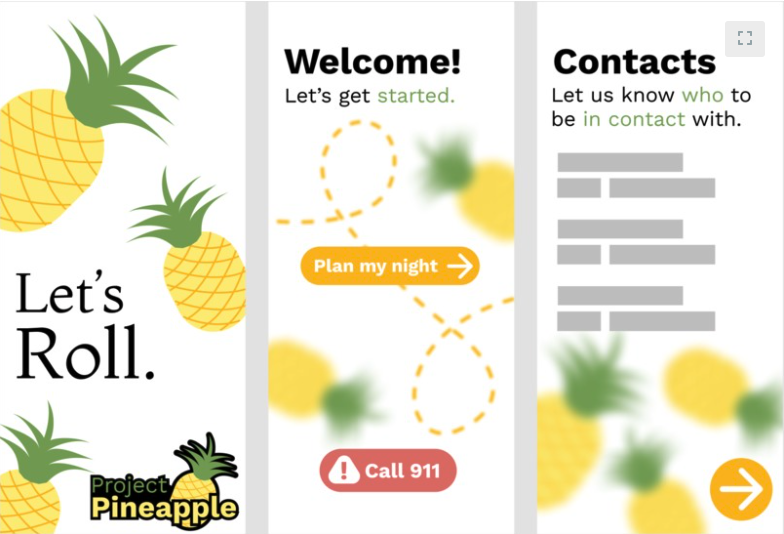 Let's
Roll.
Project
Pineapple
Welcome!
Let's get started.
Plan my night
Call 911
Contacts
Let us know who to
be in contact with.